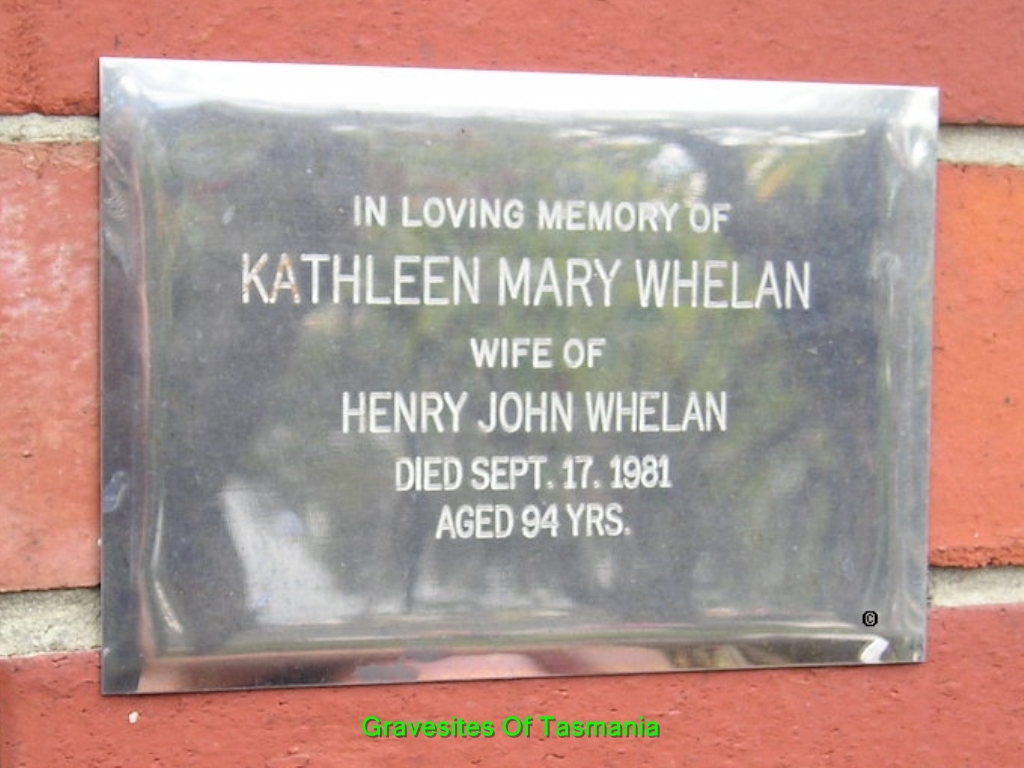 IN LOVING MEMORY OF
KATHLEEN MARY WHELAN
WIFE OF
HENRY JOHN WHELAN
DIED SEPT. 17. 1981
AGED 94 YRS.
©
Gravesites Of Tasmania